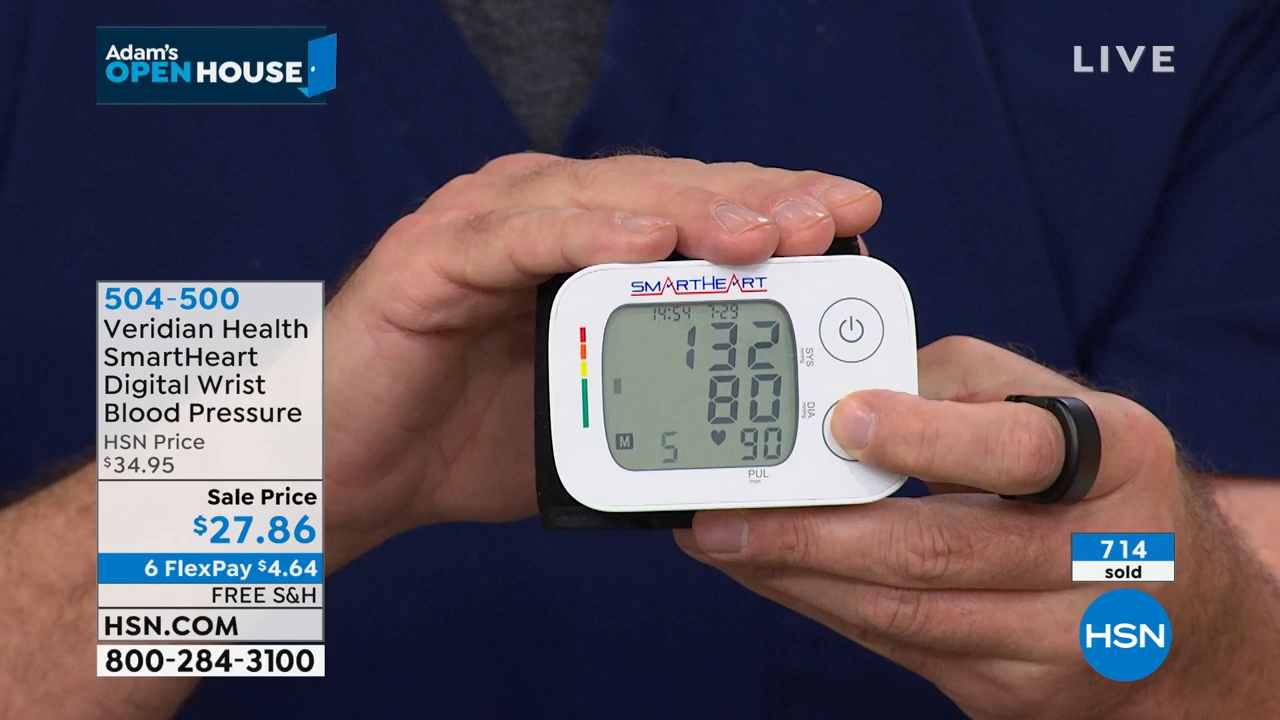 Adam's
OPEN HOUSE
LIVE
504-500
Veridian Health
SmartHeart
Digital Wrist
Blood Pressure
HSN Price
$34.95
Sale Price
$27.86
6 FlexPay $4.64
FREE S&H
HSN.COM
800-284-3100
SMARTHEART
14:54 7-29
132
SYS
80
DIA
M 5 90
PUL
/min
714
sold
HSN